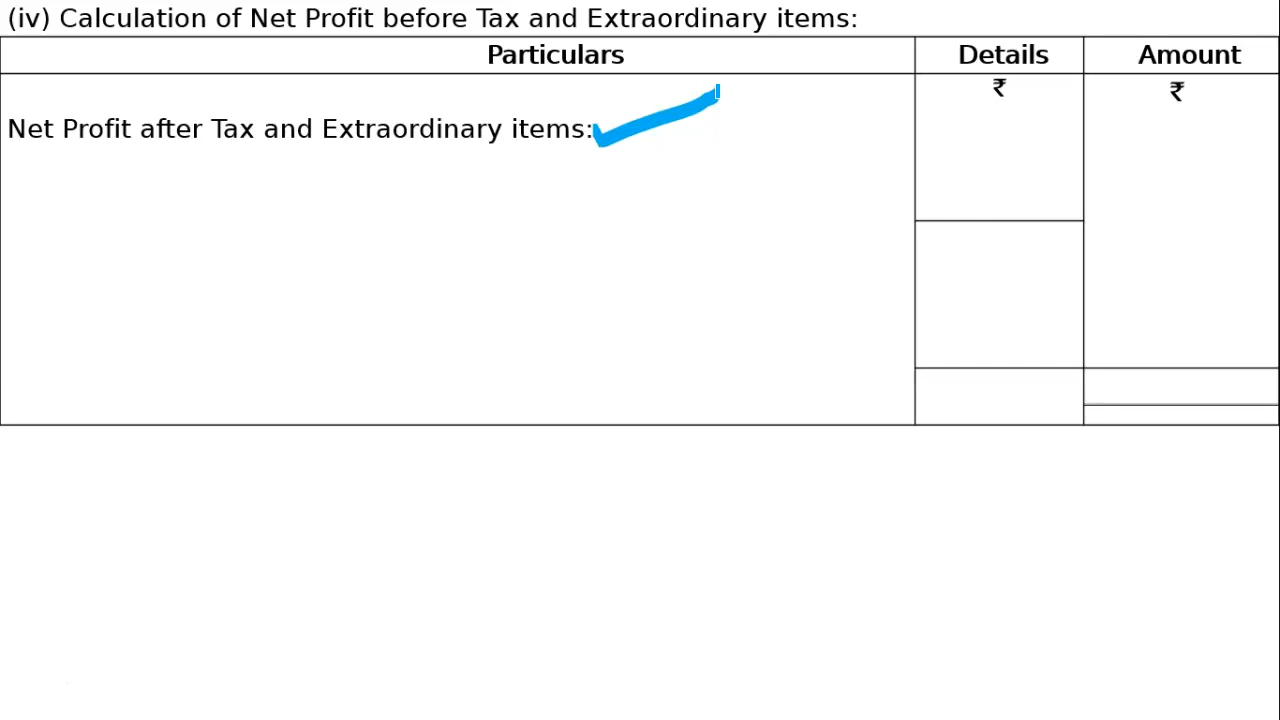 (iv) Calculation of Net Profit before Tax and Extraordinary items:
Particulars Details Amount
₹ ₹
Net Profit after Tax and Extraordinary items: